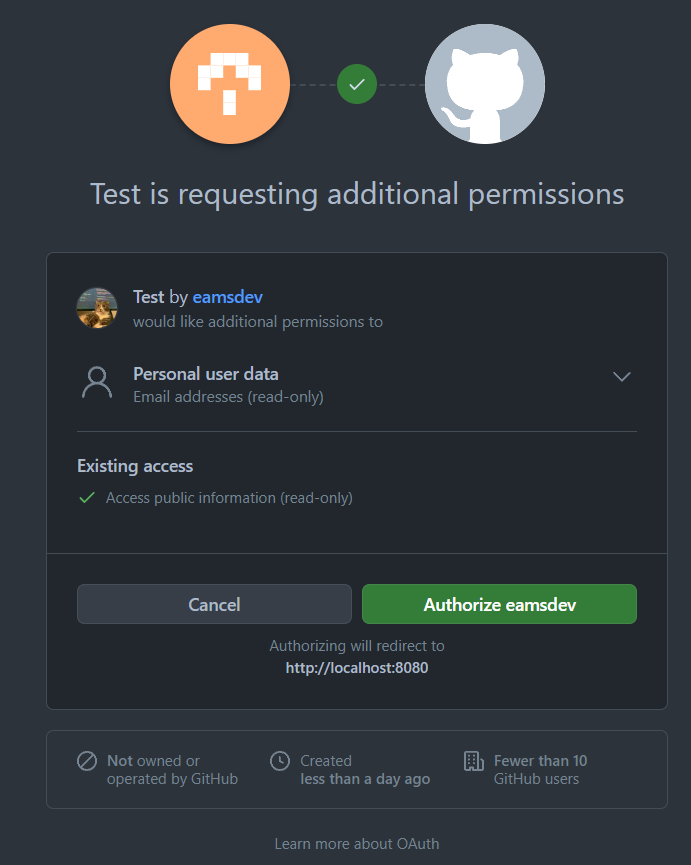 Test is requesting additional permissions
Test by eamsdev
would like additional permissions to
Personal user data
Email addresses (read-only)
Existing access
Access public information (read-only)
Cancel
Authorize eamsdev
Authorizing will redirect to
http://localhost:8080
Not owned or
operated by GitHub
Created
less than a day ago
Fewer than 10
GitHub users
Learn more about OAuth